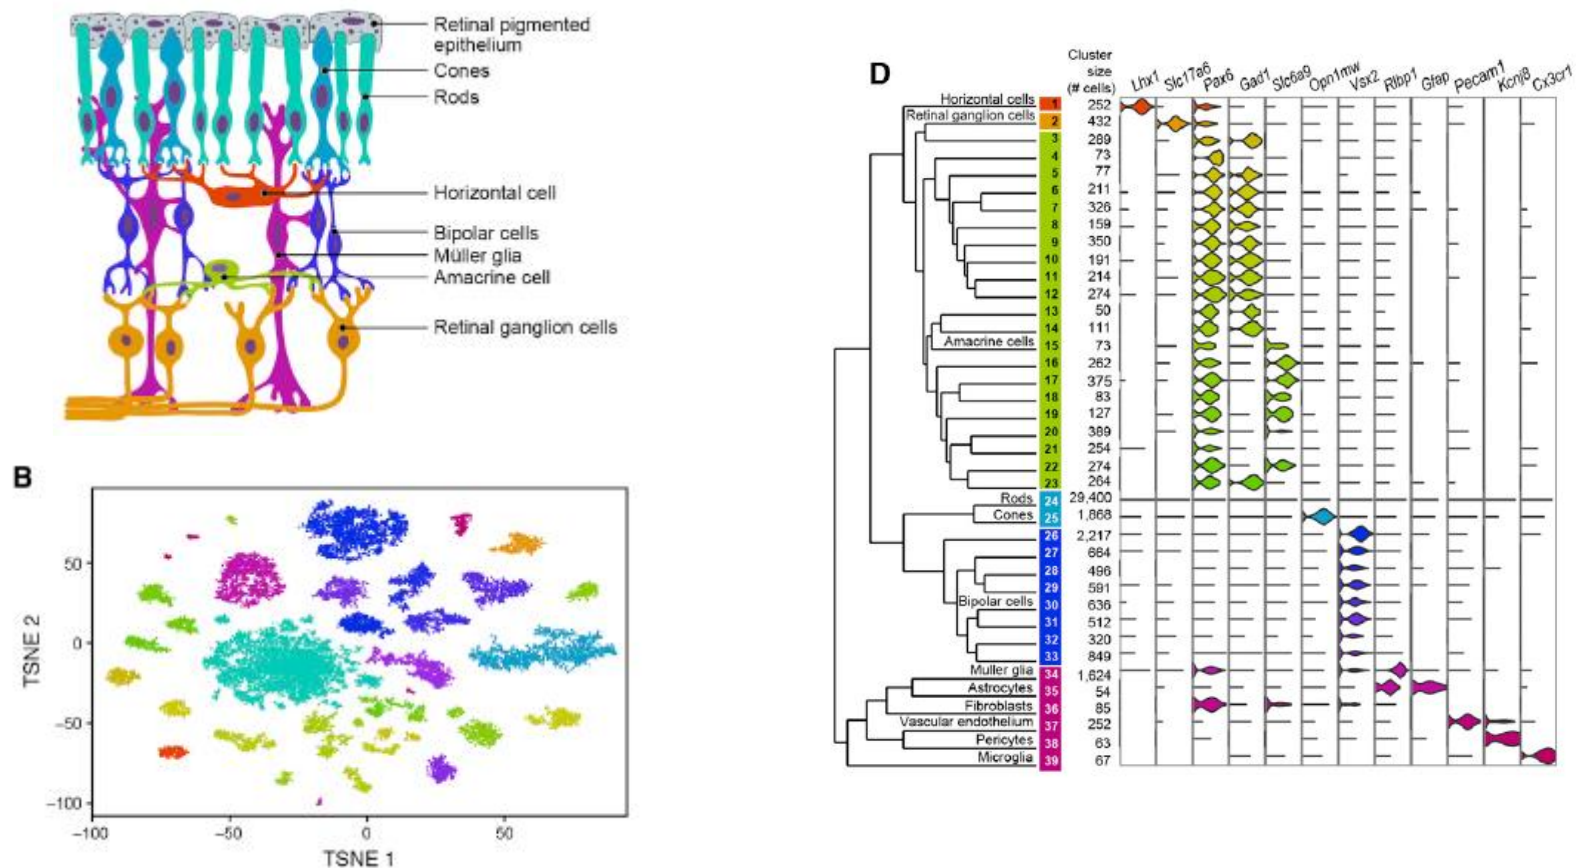 Retinal pigmented
epithelium
Cones
Rods
Horizontal cell
Bipolar cells
Müller glia
Amacrine cell
Retinal ganglion cells
B
TSNE 2
50
0
−50
−100
−100
−50
0
50
TSNE 1
D
Cluster
size
(# cells)
Lhx1
Slc17a6
Pax6
Gad1
Slc6a9
Opn1mw
Vsx2
Rlbp1
Gfap
Pecam1
Kcnj8
Cx3cr1
Horizontal cells 1 252
Retinal ganglion cells 2 432
3 289
4 73
5 77
6 211
7 326
8 159
9 350
10 191
11 214
12 274
13 50
14 111
Amacrine cells 15 73
16 262
17 375
18 83
19 127
20 389
21 254
22 274
23 264
Rods 24 29,400
Cones 25 1,868
26 2,217
27 664
28 496
29 591
Bipolar cells 30 636
31 512
32 320
33 849
Muller glia 34 1,624
Astrocytes 35 54
Fibroblasts 36 85
Vascular endothelium 37 252
Pericytes 38 63
Microglia 39 67